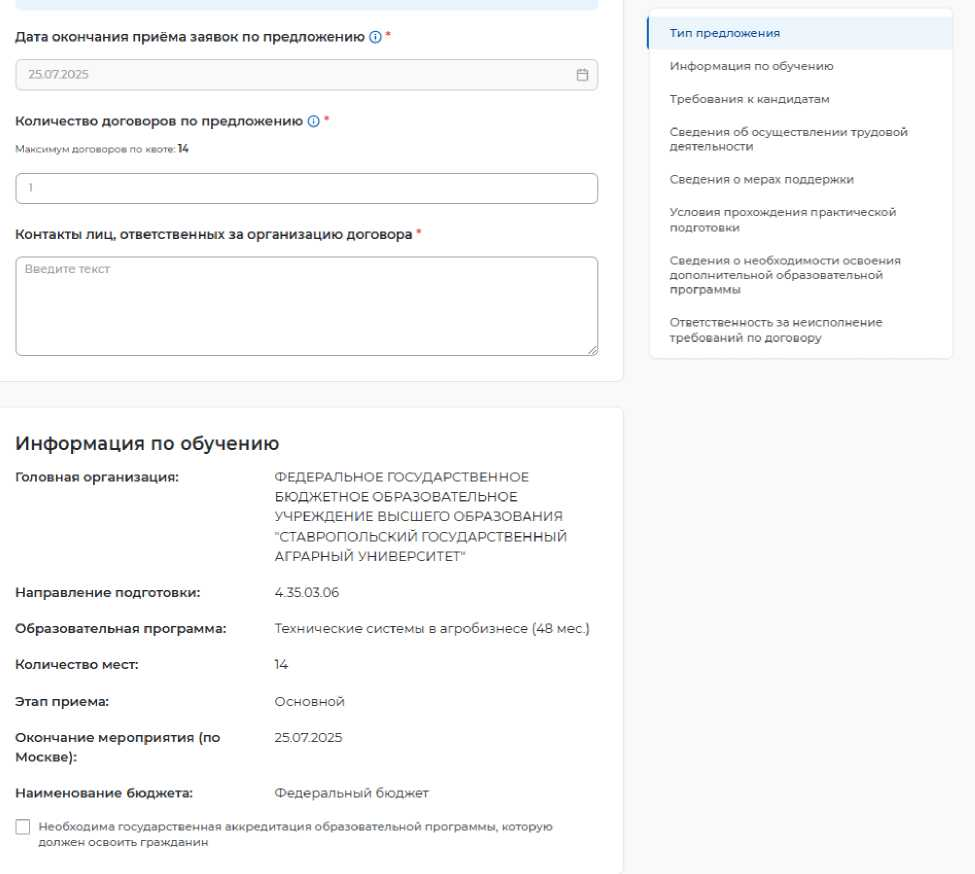 Дата окончания приёма заявок по предложению *
25.07.2025
Количество договоров по предложению *
Максимум договоров по квоте: 14
1
Контакты лиц, ответственных за организацию договора *
Введите текст
Информация по обучению
Головная организация:
ФЕДЕРАЛЬНОЕ ГОСУДАРСТВЕННОЕ
БЮДЖЕТНОЕ ОБРАЗОВАТЕЛЬНОЕ
УЧРЕЖДЕНИЕ ВЫСШЕГО ОБРАЗОВАНИЯ
"СТАВРОПОЛЬСКИЙ ГОСУДАРСТВЕННЫЙ
АГРАРНЫЙ УНИВЕРСИТЕТ"
Направление подготовки:
4.35.03.06
Образовательная программа:
Технические системы в агробизнесе (48 мес.)
Количество мест:
14
Этап приема:
Основной
Окончание мероприятия (по
Москве):
25.07.2025
Наименование бюджета:
Федеральный бюджет
Необходима государственная аккредитация образовательной программы, которую
должен освоить гражданин
Тип предложения
Информация по обучению
Требования к кандидатам
Сведения об осуществлении трудовой
деятельности
Сведения о мерах поддержки
Условия прохождения практической
подготовки
Сведения о необходимости освоения
дополнительной образовательной
программы
Ответственность за неисполнение
требований по договору